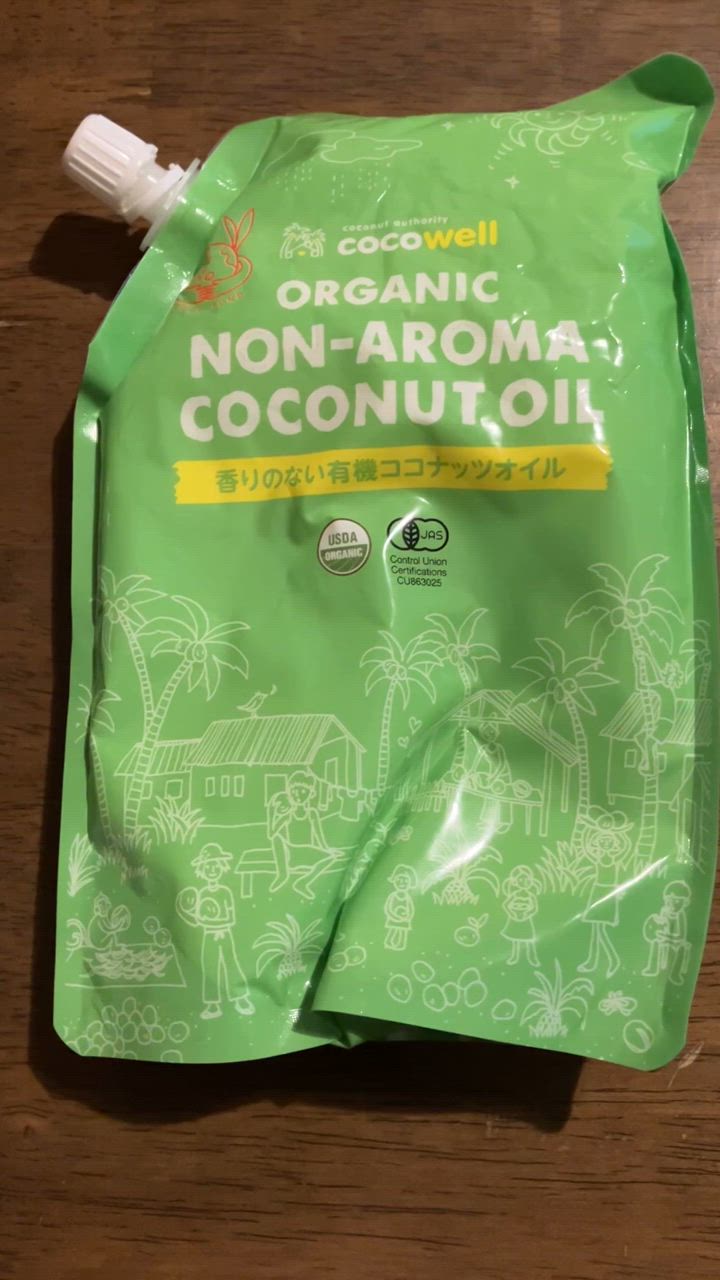 coconut authority
cocowell
ORGANIC
NON-AROMA
COCONUT OIL
香りのない有機ココナッツオイル
USDA
ORGANIC
JAS
Control Union
Certifications
CU863025